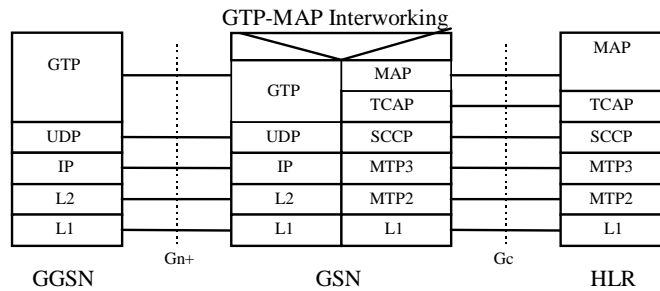 GTP-MAP Interworking
GTP
GTP
MAP
MAP
TCAP
TCAP
UDP
UDP
SCCP
SCCP
IP
IP
MTP3
MTP3
L2
L2
MTP2
MTP2
L1
L1
L1
L1
Gn+
Gc
GGSN
GSN
HLR